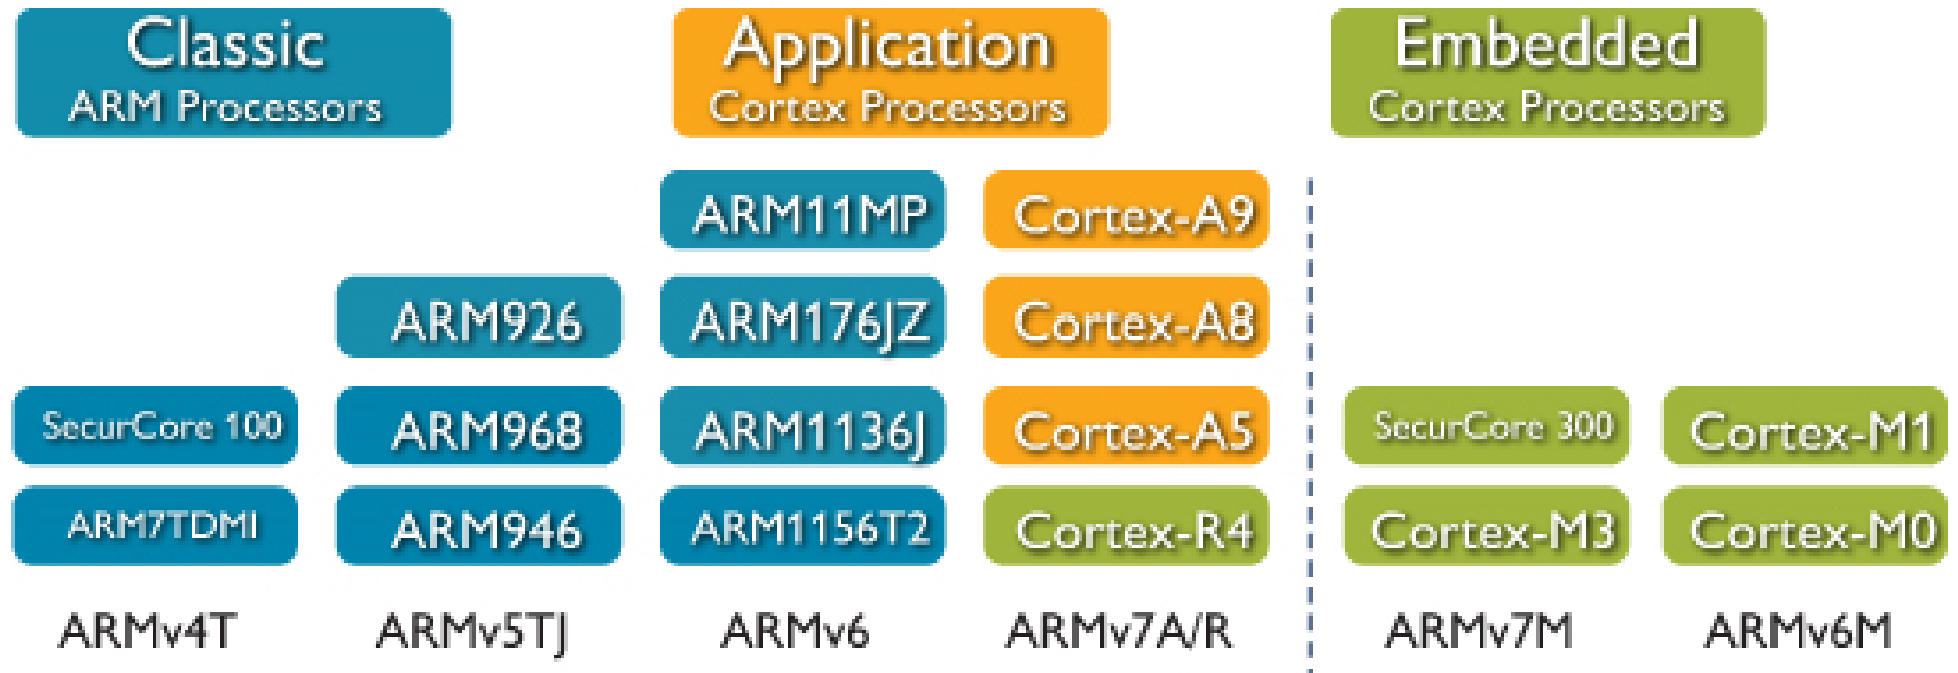 Classic
ARM Processors
Application
Cortex Processors
Embedded
Cortex Processors
ARM11MP
Cortex-A9
ARM926
ARM176JZ
Cortex-A8
SecurCore 100
ARM968
ARM1136J
Cortex-A5
SecurCore 300
Cortex-M1
ARM7TDMI
ARM946
ARM1156T2
Cortex-R4
Cortex-M3
Cortex-M0
ARMv4T
ARMv5TJ
ARMv6
ARMv7A/R
ARMv7M
ARMv6M